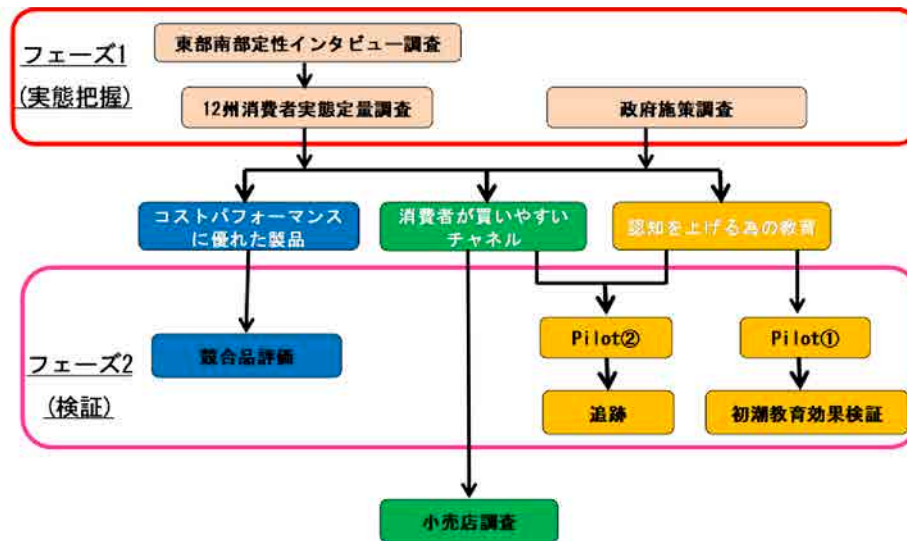 フェーズ1
(実態把握)
東部南部定性インタビュー調査
12州消費者実態定量調査
政府施策調査
コストパフォーマンス
に優れた製品
消費者が買いやすい
チャネル
認知を上げる為の教育
フェーズ2
(検証)
競合品評価
Pilot②
Pilot①
追跡
初潮教育効果検証
小売店調査